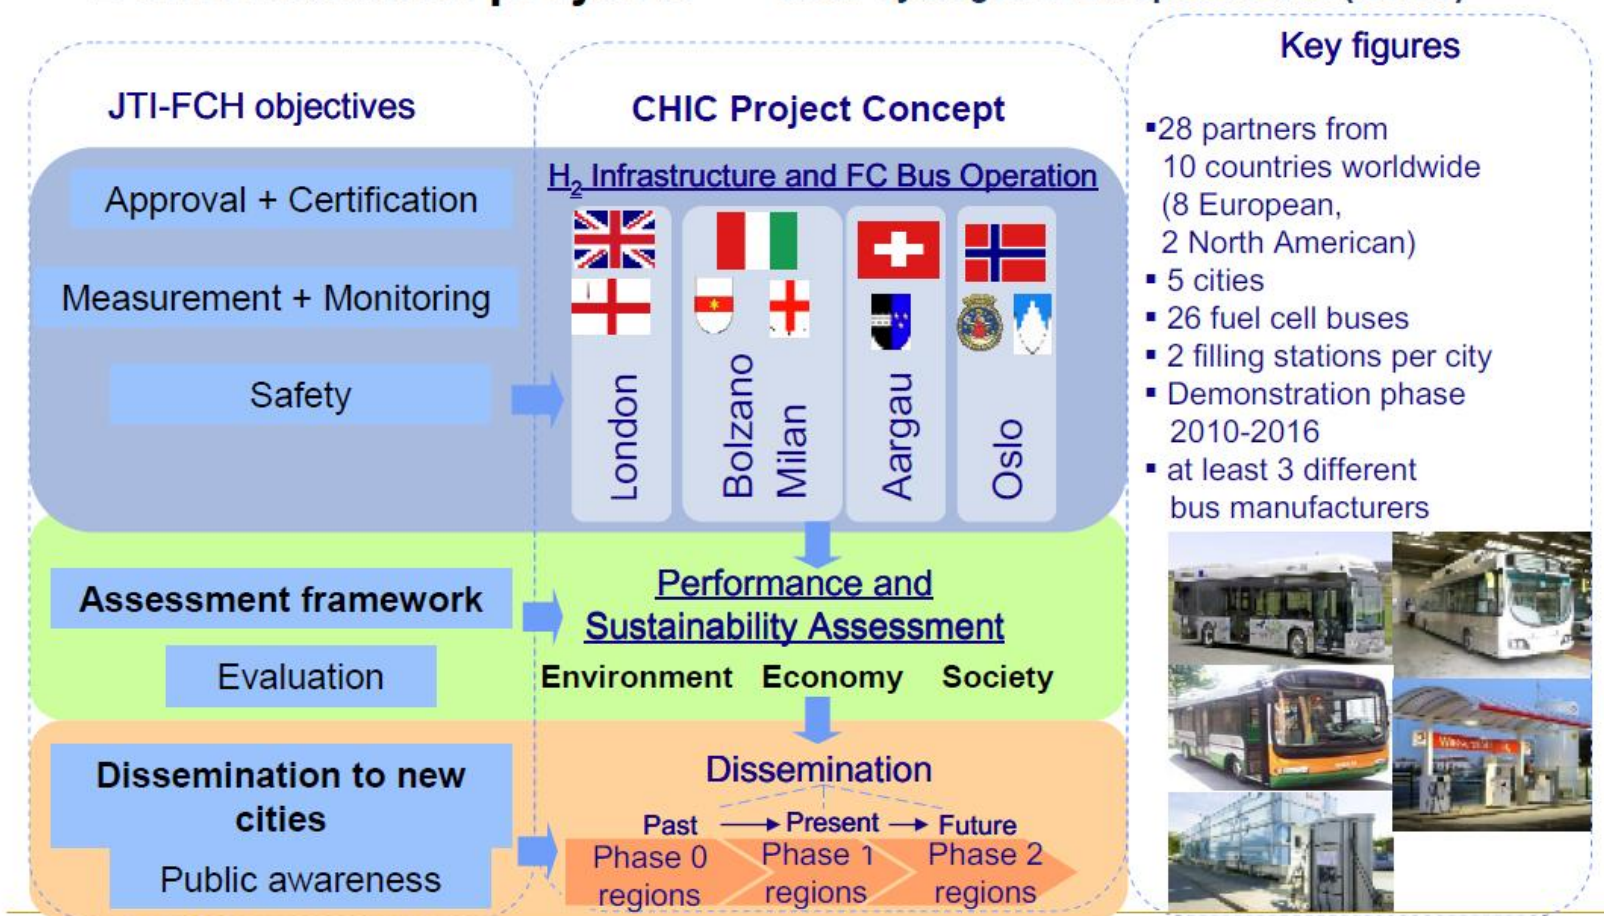 JTI-FCH objectives
Approval + Certification
Measurement + Monitoring
Safety
Assessment framework
Evaluation
Dissemination to new
cities
Public awareness
CHIC Project Concept
H2 Infrastructure and FC Bus Operation
London
Bolzano
Milan
Aargau
Oslo
Performance and
Sustainability Assessment
Environment Economy Society
Dissemination
Past Present Future
Phase 0 regions
Phase 1 regions
Phase 2 regions
Key figures
▪28 partners from
10 countries worldwide
(8 European,
2 North American)
▪ 5 cities
▪ 26 fuel cell buses
▪ 2 filling stations per city
▪ Demonstration phase
2010-2016
▪ at least 3 different
bus manufacturers